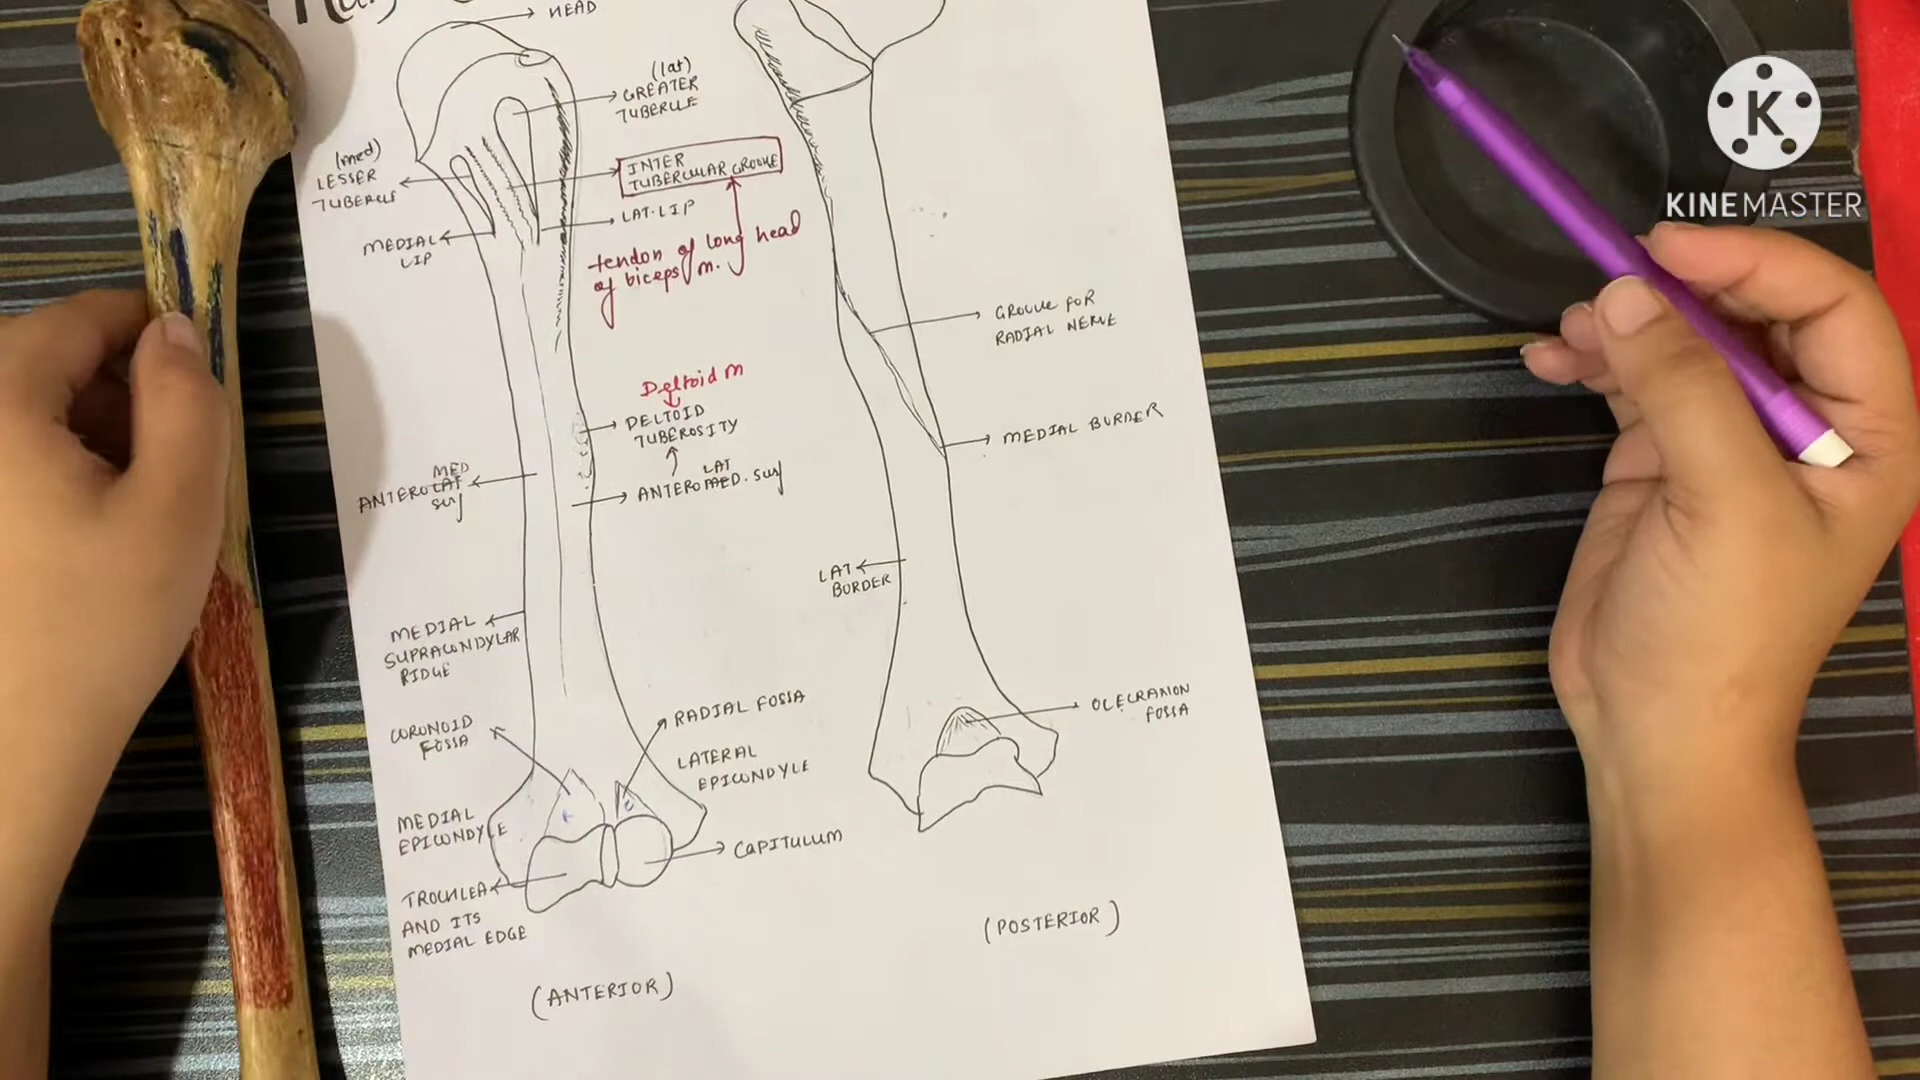 HEAD
(lat)
GREATER
TUBERCLE
(med)
LESSER
TUBERCLE
INTER
TUBERCULAR GROOVE
LAT. LIP
MEDIAL
LIP
tendon of long head
of biceps m.
Deltoid m
DELTOID
TUBEROSITY
MED
ANTERO LAT
surf
LAT
ANTERO MED. surf
MEDIAL
SUPRACONDYLAR
RIDGE
CORONOID
FOSSA
RADIAL FOSSA
LATERAL
EPICONDYLE
MEDIAL
EPICONDYLE
CAPITULUM
TROCHLEA
AND ITS
MEDIAL EDGE
(ANTERIOR)
GROOVE FOR
RADIAL NERVE
MEDIAL BORDER
LAT
BORDER
OLECRANON
FOSSA
(POSTERIOR)
K
KINEMASTER